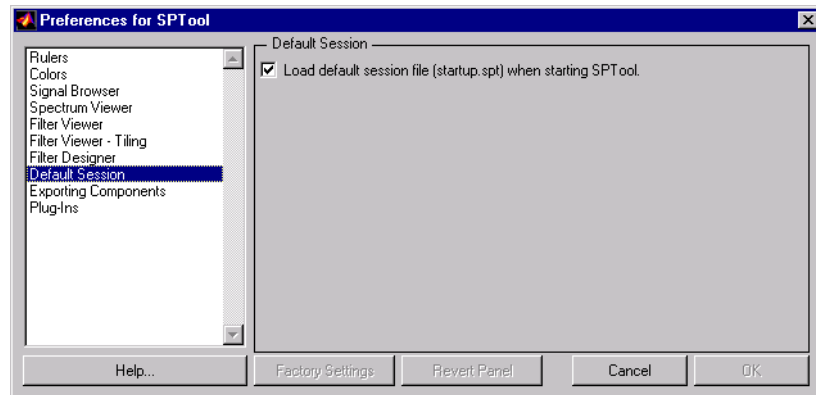 Preferences for SPTool
Rulers
Colors
Signal Browser
Spectrum Viewer
Filter Viewer
Filter Viewer - Tiling
Filter Designer
Default Session
Exporting Components
Plug-Ins
Default Session
Load default session file (startup.spt) when starting SPTool.
Help...
Factory Settings
Revert Panel
Cancel
OK